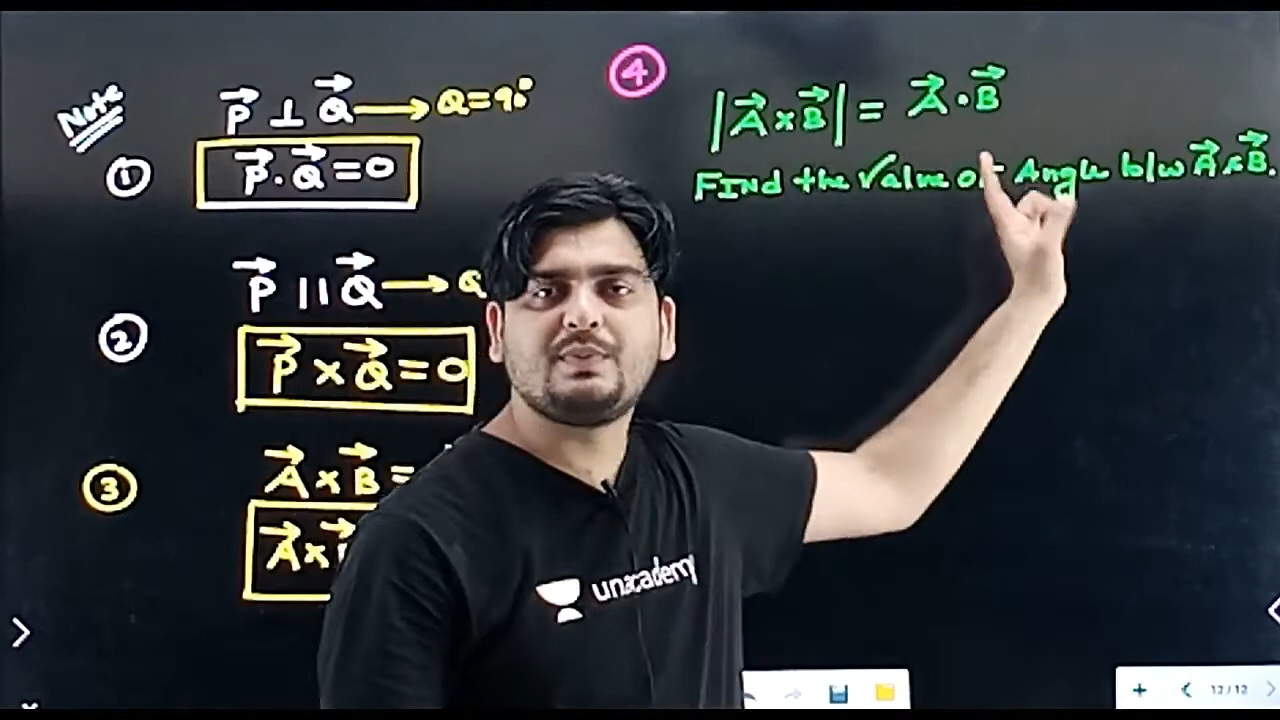 Note
① P⃗ ⊥ Q⃗ → Q=90°
P⃗.Q⃗=0
② P⃗ || Q⃗ → Q
P⃗ × Q⃗ = 0
③ A⃗ × B⃗ =
A⃗ ×
④ |A⃗×B⃗| = A⃗·B⃗
Find the Value of Angle b/w A⃗ & B⃗.
unacademy
12/12